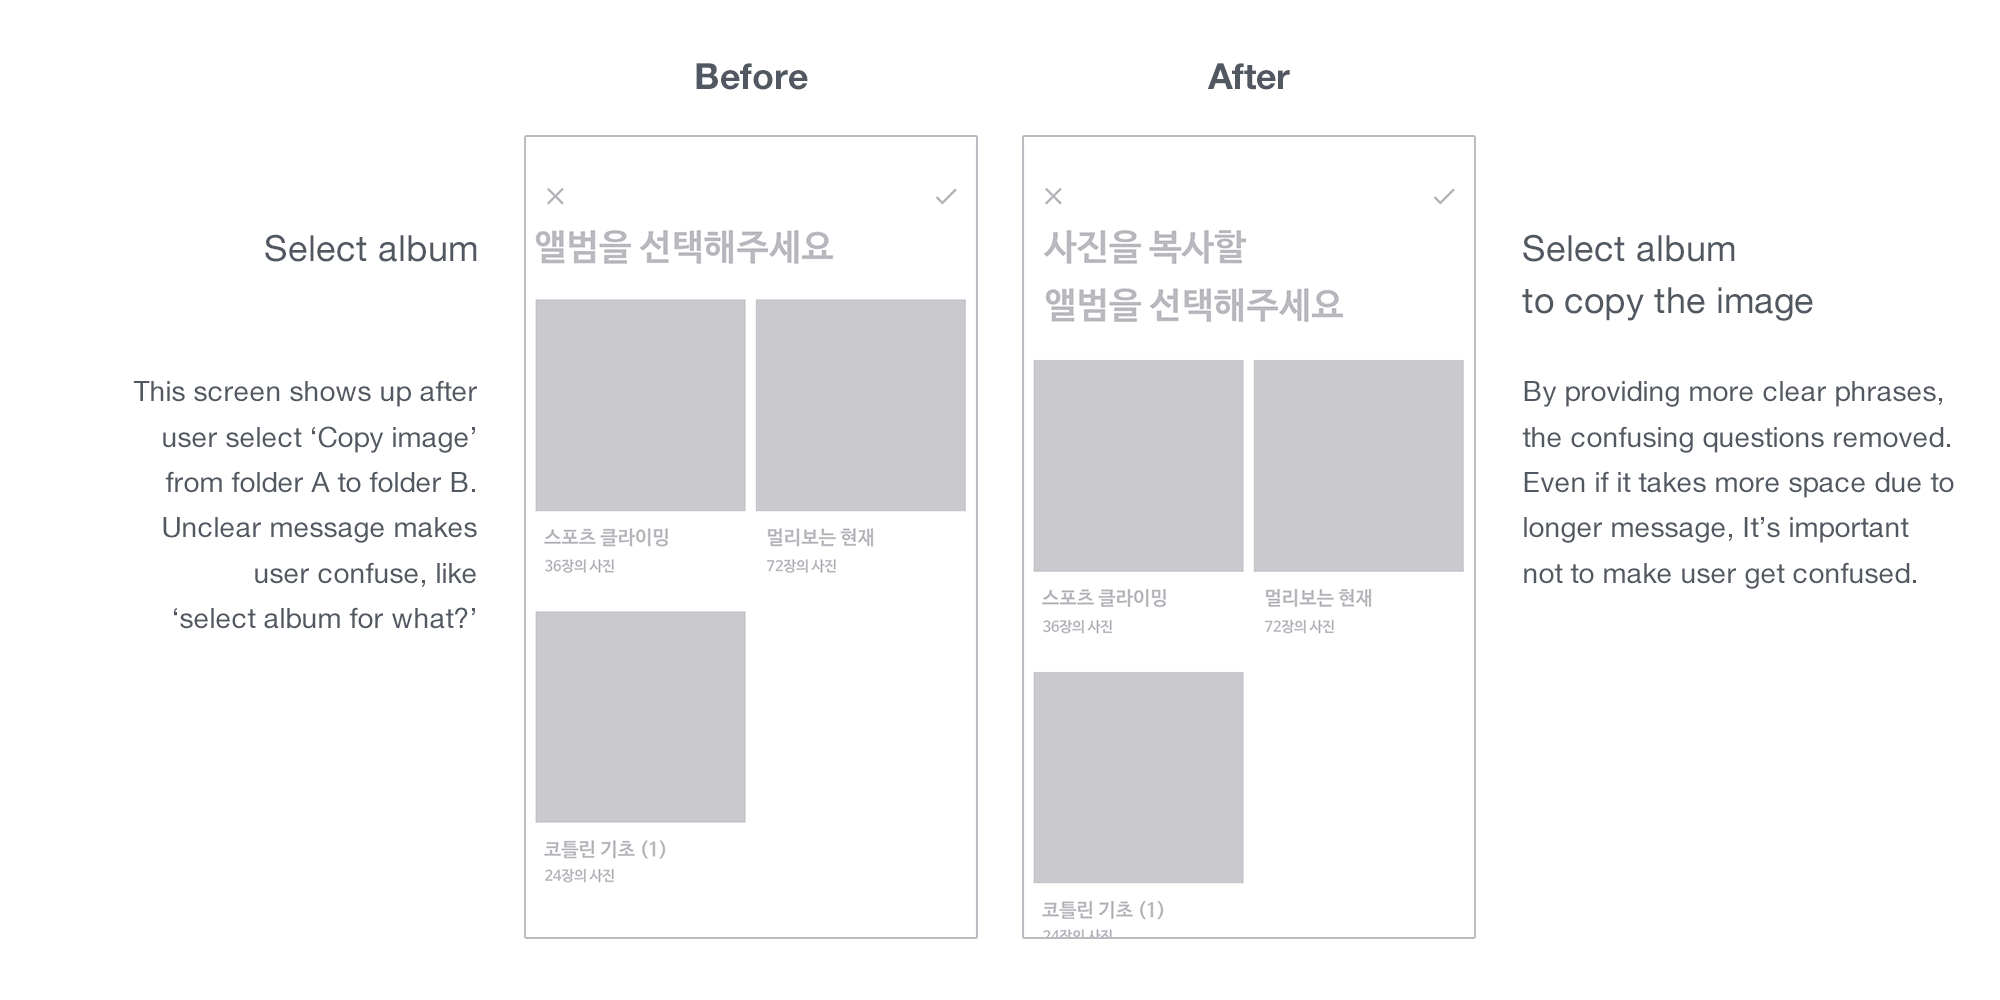 Before
After
Select album
This screen shows up after
user select ‘Copy image’
from folder A to folder B.
Unclear message makes
user confuse, like
‘select album for what?’
앨범을 선택해주세요
스포츠 클라이밍
36장의 사진
멀리보는 현재
72장의 사진
코틀린 기초 (1)
24장의 사진
사진을 복사할
앨범을 선택해주세요
스포츠 클라이밍
36장의 사진
멀리보는 현재
72장의 사진
코틀린 기초 (1)
24장의 사진
Select album
to copy the image
By providing more clear phrases,
the confusing questions removed.
Even if it takes more space due to
longer message, It’s important
not to make user get confused.